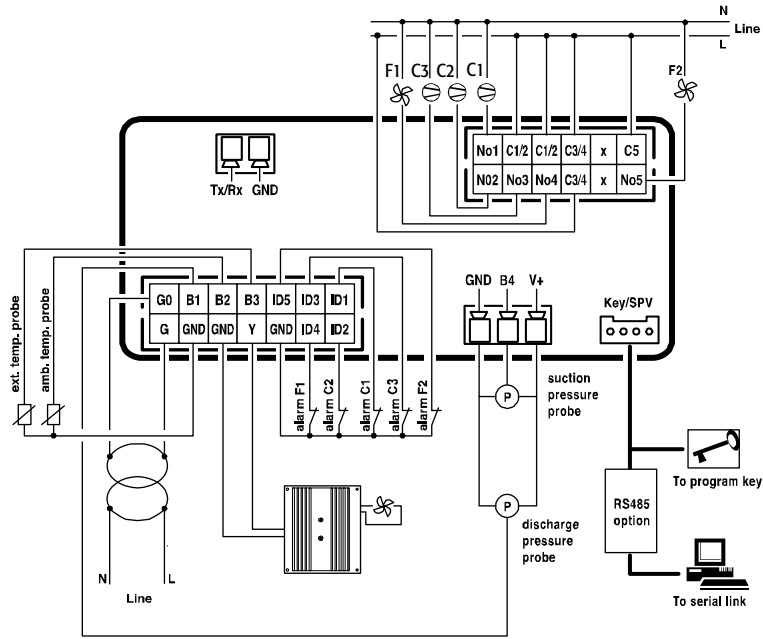 N
Line
L
F1 C3 C2 C1
F2
No1 C1/2 C1/2 C3/4 x C5
N02 No3 No4 C3/4 x No5
Tx/Rx GND
G0 B1 B2 B3 ID5 ID3 ID1
G GND GND Y GND ID4 ID2
GND B4 V+
Key/SPV
ext. temp. probe
amb. temp. probe
alarm F1
alarm C2
alarm C1
alarm C3
alarm F2
P
suction
pressure
probe
P
discharge
pressure
probe
To program key
RS485
option
To serial link
N L
Line